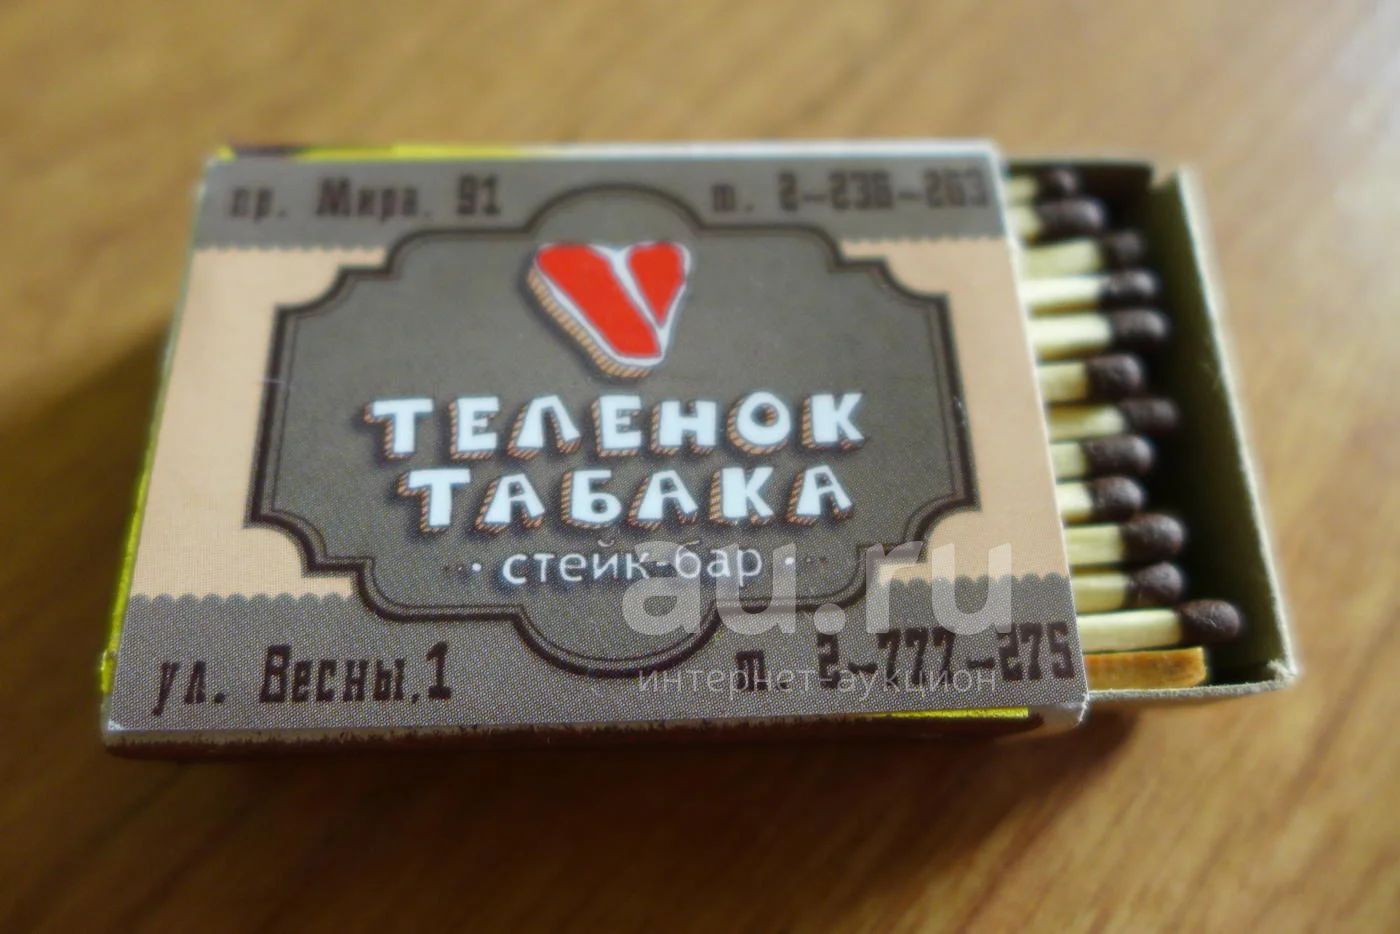 пр. Мира, 91 т. 2-236-263
ТЕЛЕНОК
ТАБАКА
· стейк-бар ·
ул. Весны,1 т. 2-777-275
au.ru
интернет-аукцион